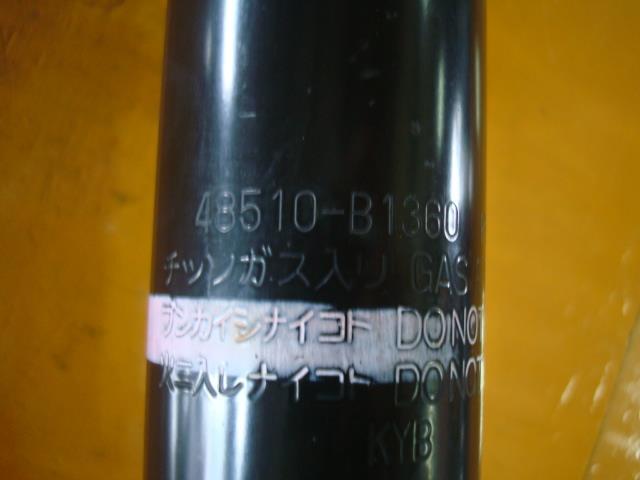 48510-B1360
チッソガス入リ GAS
ブンカイシナイコト DO NOT
火ニ入レナイコト DO NOT
KYB